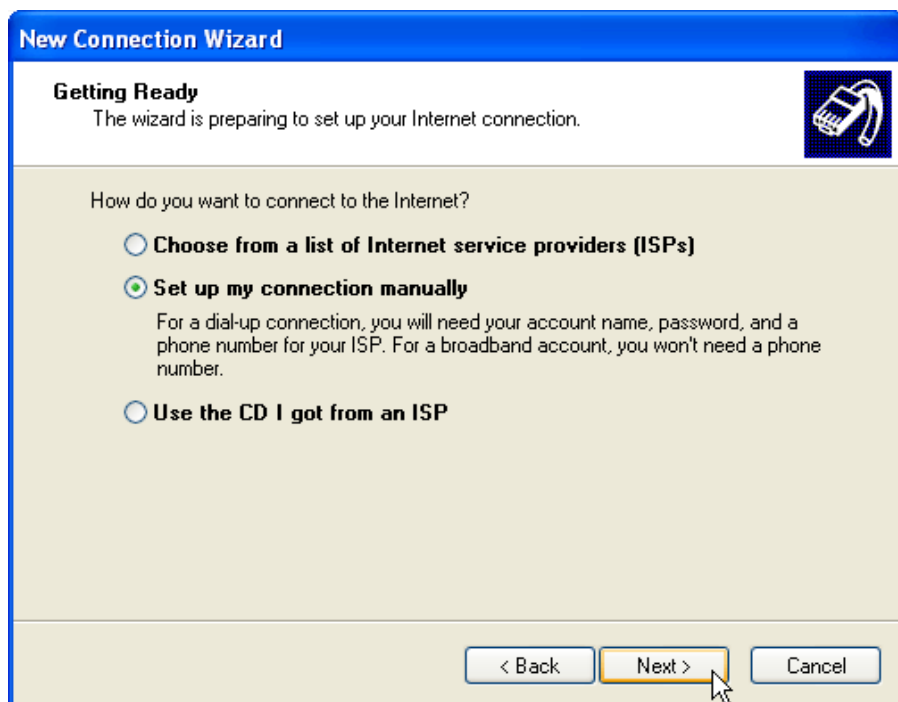 New Connection Wizard
Getting Ready
The wizard is preparing to set up your Internet connection.
How do you want to connect to the Internet?
Choose from a list of Internet service providers (ISPs)
Set up my connection manually
For a dial-up connection, you will need your account name, password, and a
phone number for your ISP. For a broadband account, you won't need a phone
number.
Use the CD I got from an ISP
< Back Next > Cancel